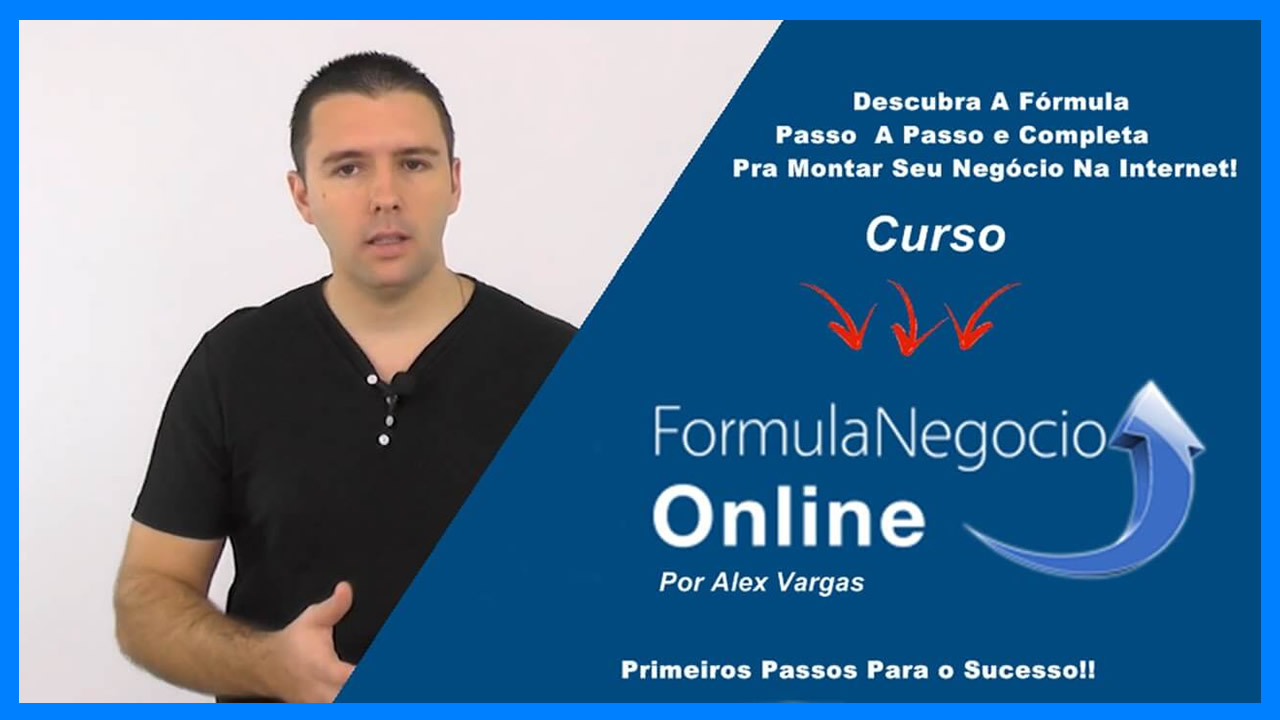 Descubra A Fórmula
Passo A Passo e Completa
Pra Montar Seu Negócio Na Internet!
Curso
FormulaNegocio
Online
Por Alex Vargas
Primeiros Passos Para o Sucesso!!